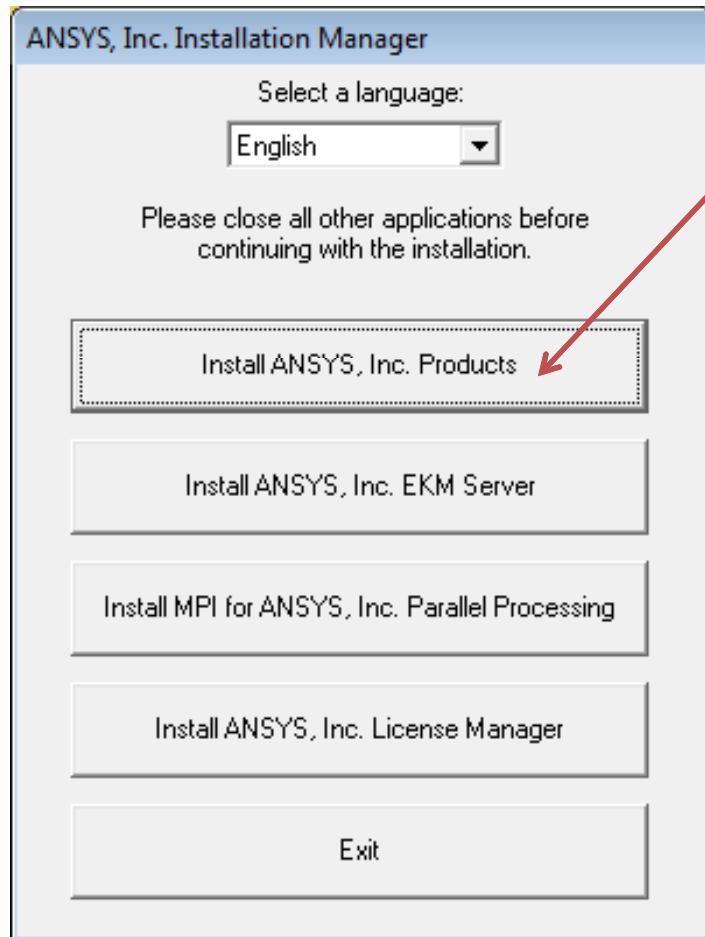 ANSYS, Inc. Installation Manager
Select a language:
English
Please close all other applications before
continuing with the installation.
Install ANSYS, Inc. Products
Install ANSYS, Inc. EKM Server
Install MPI for ANSYS, Inc. Parallel Processing
Install ANSYS, Inc. License Manager
Exit